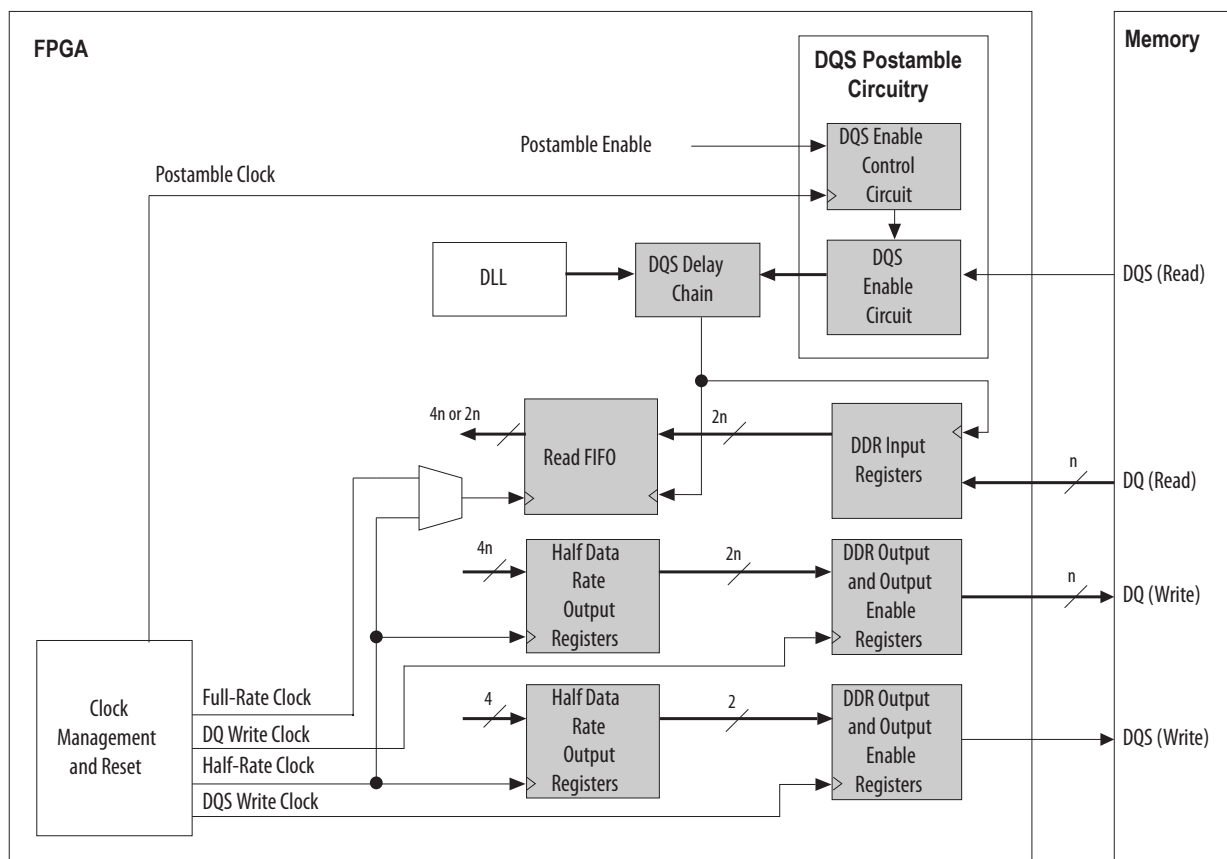 FPGA
Memory
DQS Postamble
Circuitry
Postamble Enable
DQS Enable
Control
Circuit
Postamble Clock
DLL
DQS Delay
Chain
DQS
Enable
Circuit
DQS (Read)
4n or 2n
Read FIFO
2n
DDR Input
Registers
n
DQ (Read)
4n
Half Data
Rate
Output
Registers
2n
DDR Output
and Output
Enable
Registers
n
DQ (Write)
Clock
Management
and Reset
Full-Rate Clock
DQ Write Clock
Half-Rate Clock
DQS Write Clock
4
Half Data
Rate
Output
Registers
2
DDR Output
and Output
Enable
Registers
DQS (Write)